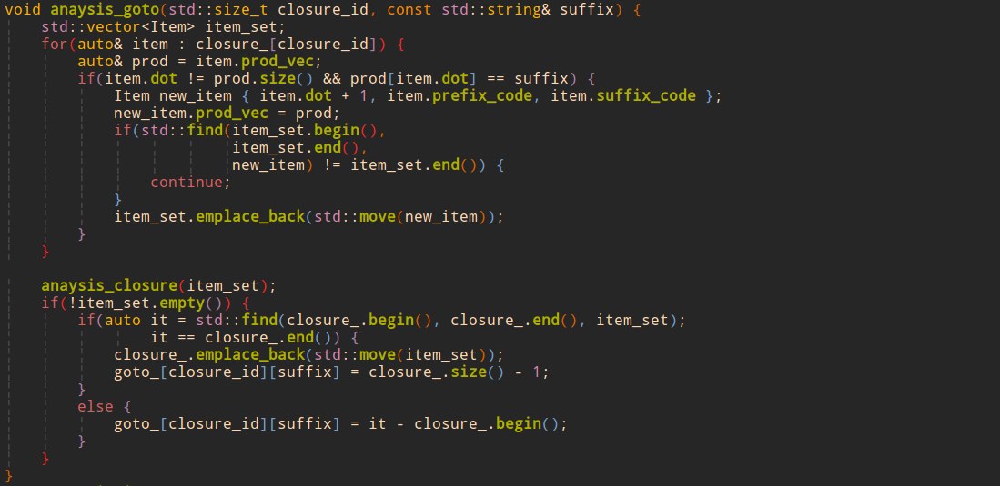 void anaysis_goto(std::size_t closure_id, const std::string& suffix) {
    std::vector<Item> item_set;
    for(auto& item : closure_[closure_id]) {
        auto& prod = item.prod_vec;
        if(item.dot != prod.size() && prod[item.dot] == suffix) {
            Item new_item { item.dot + 1, item.prefix_code, item.suffix_code };
            new_item.prod_vec = prod;
            if(std::find(item_set.begin(),
                         item_set.end(),
                         new_item) != item_set.end()) {
                continue;
            }
            item_set.emplace_back(std::move(new_item));
        }
    }

    anaysis_closure(item_set);
    if(!item_set.empty()) {
        if(auto it = std::find(closure_.begin(), closure_.end(), item_set);
                it == closure_.end()) {
            closure_.emplace_back(std::move(item_set));
            goto_[closure_id][suffix] = closure_.size() - 1;
        }
        else {
            goto_[closure_id][suffix] = it - closure_.begin();
        }
    }
}